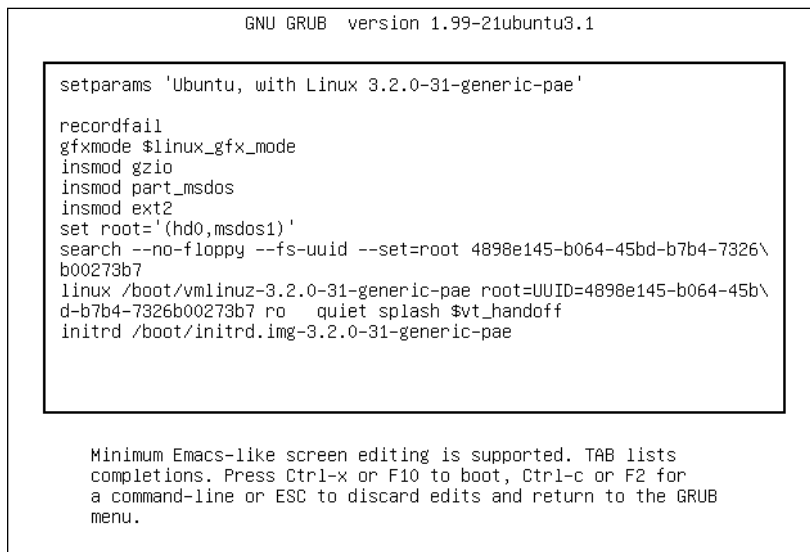 GNU GRUB  version 1.99-21ubuntu3.1
setparams 'Ubuntu, with Linux 3.2.0-31-generic-pae'
recordfail
gfxmode $linux_gfx_mode
insmod gzio
insmod part_msdos
insmod ext2
set root='(hd0,msdos1)'
search --no-floppy --fs-uuid --set=root 4898e145-b064-45bd-b7b4-7326\
b00273b7
linux /boot/vmlinuz-3.2.0-31-generic-pae root=UUID=4898e145-b064-45b\
d-b7b4-7326b00273b7 ro   quiet splash $vt_handoff
initrd /boot/initrd.img-3.2.0-31-generic-pae
Minimum Emacs-like screen editing is supported. TAB lists
completions. Press Ctrl-x or F10 to boot, Ctrl-c or F2 for
a command-line or ESC to discard edits and return to the GRUB
menu.